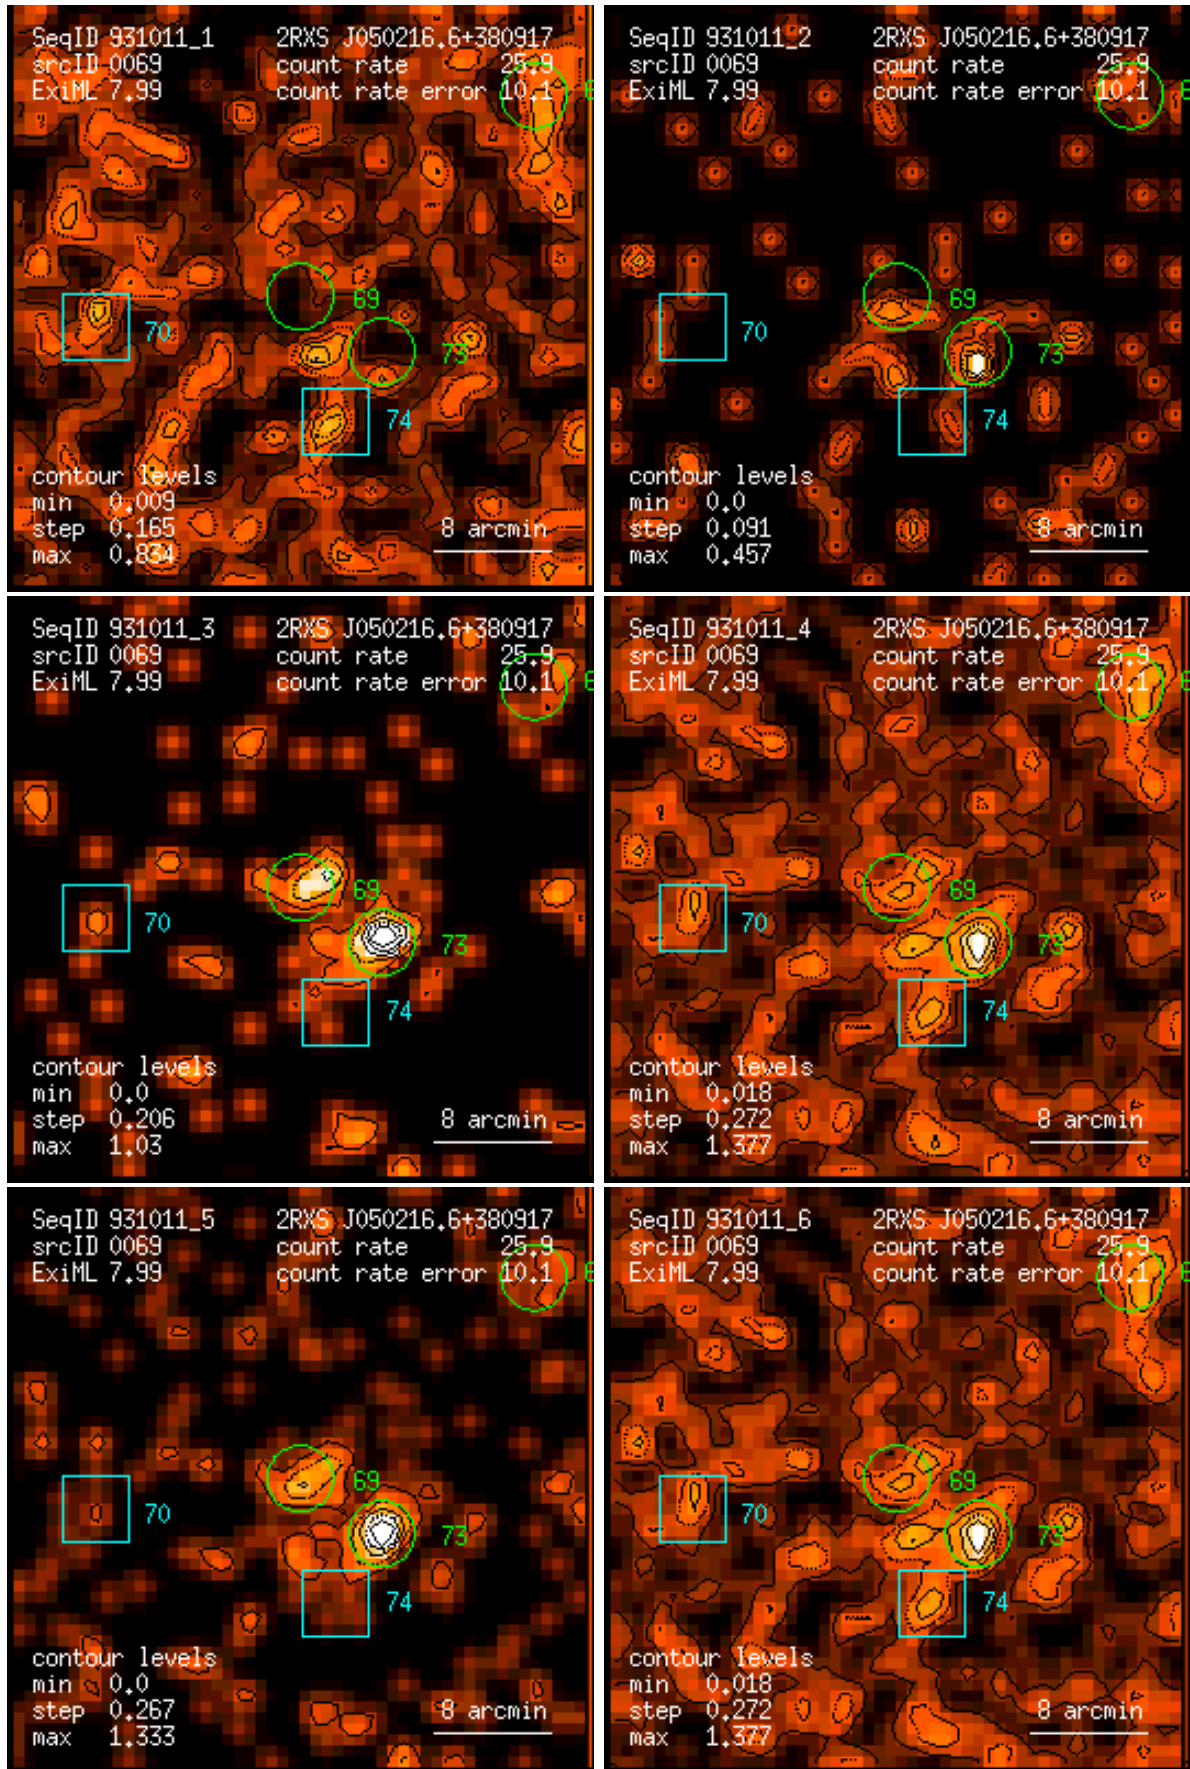 SeqID 931011_1 2RXS J050216.6+380917
srcID 0069 count rate 25.9
ExiML 7.99 count rate error 10.1
69
70
73
74
contour levels
min 0.009
step 0.165
max 0.834
8 arcmin
SeqID 931011_2 2RXS J050216.6+380917
srcID 0069 count rate 25.9
ExiML 7.99 count rate error 10.1
69
70
73
74
contour levels
min 0.0
step 0.091
max 0.457
8 arcmin
SeqID 931011_3 2RXS J050216.6+380917
srcID 0069 count rate 25.9
ExiML 7.99 count rate error 10.1
69
70
73
74
contour levels
min 0.0
step 0.206
max 1.03
8 arcmin
SeqID 931011_4 2RXS J050216.6+380917
srcID 0069 count rate 25.9
ExiML 7.99 count rate error 10.1
69
70
73
74
contour levels
min 0.018
step 0.272
max 1.377
8 arcmin
SeqID 931011_5 2RXS J050216.6+380917
srcID 0069 count rate 25.9
ExiML 7.99 count rate error 10.1
69
70
73
74
contour levels
min 0.0
step 0.267
max 1.333
8 arcmin
SeqID 931011_6 2RXS J050216.6+380917
srcID 0069 count rate 25.9
ExiML 7.99 count rate error 10.1
69
70
73
74
contour levels
min 0.018
step 0.272
max 1.377
8 arcmin